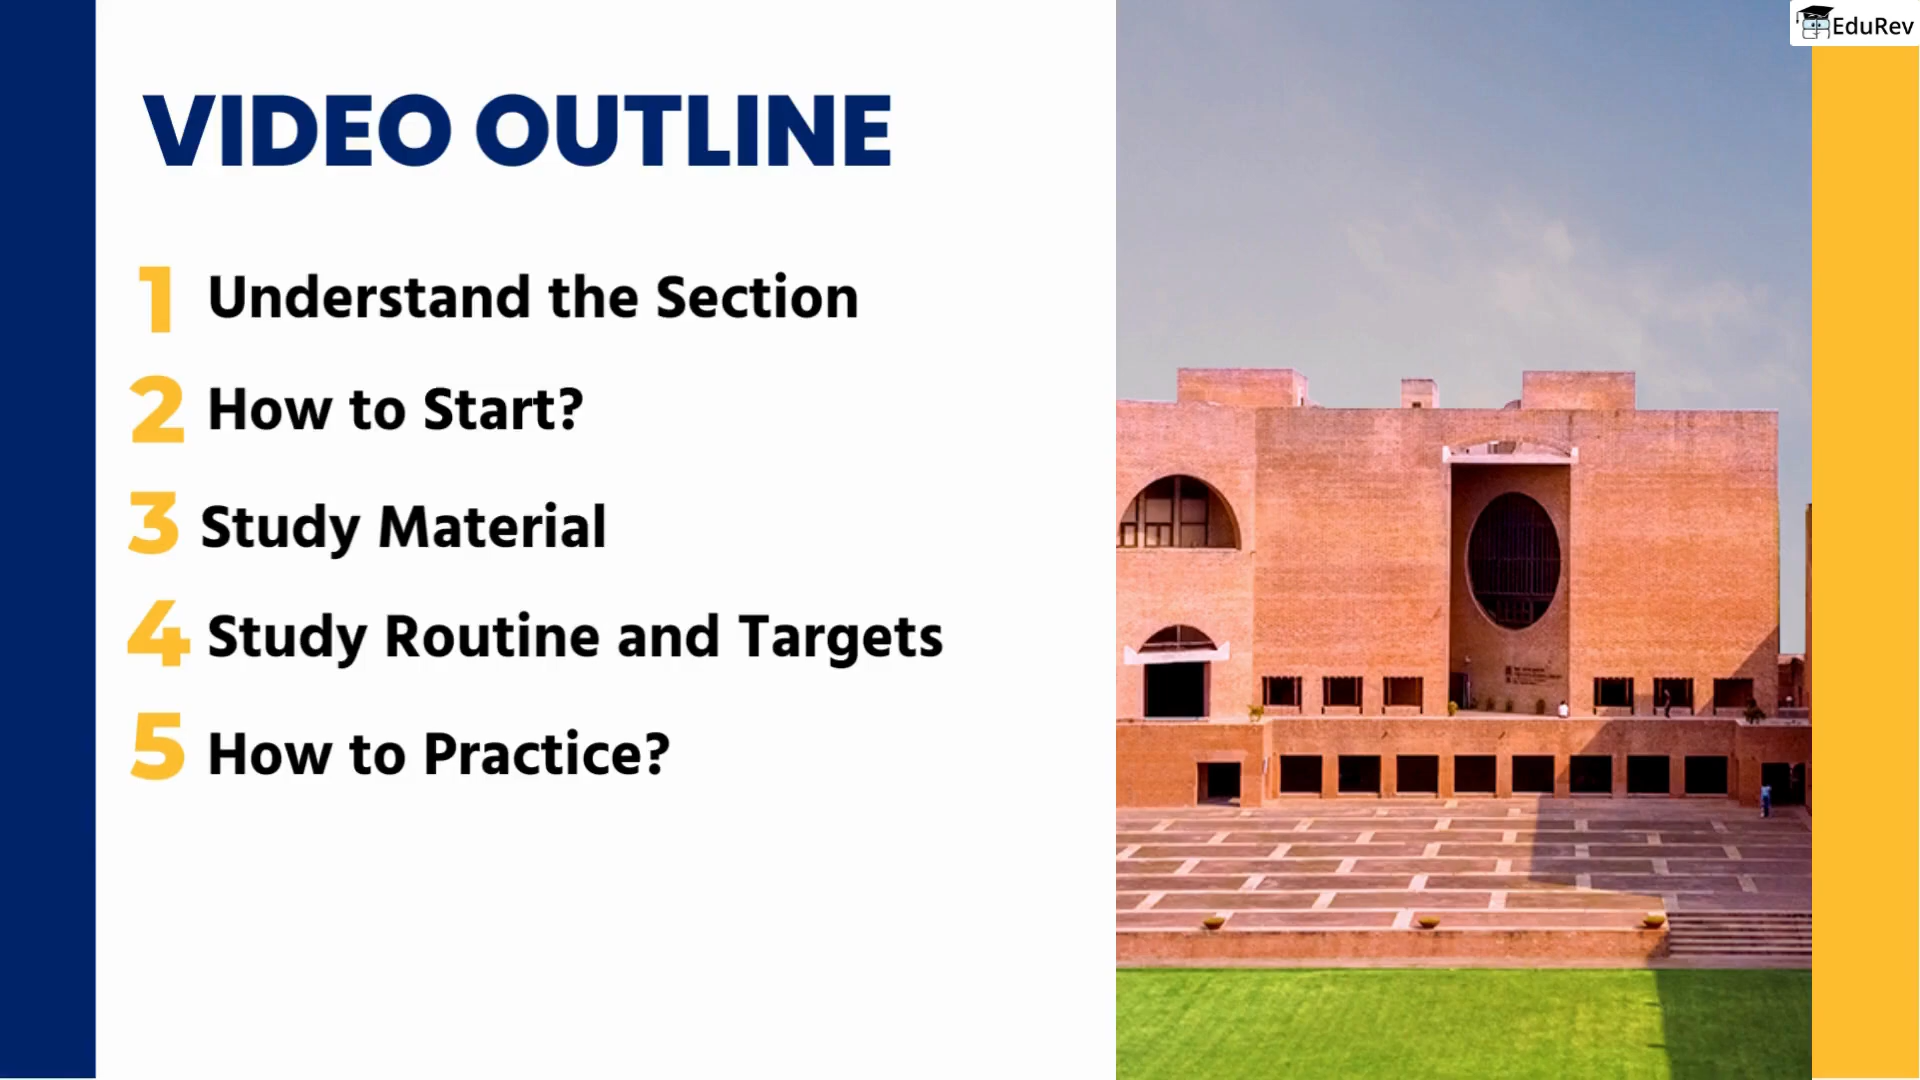 EduRev
VIDEO OUTLINE
1 Understand the Section
2 How to Start?
3 Study Material
4 Study Routine and Targets
5 How to Practice?